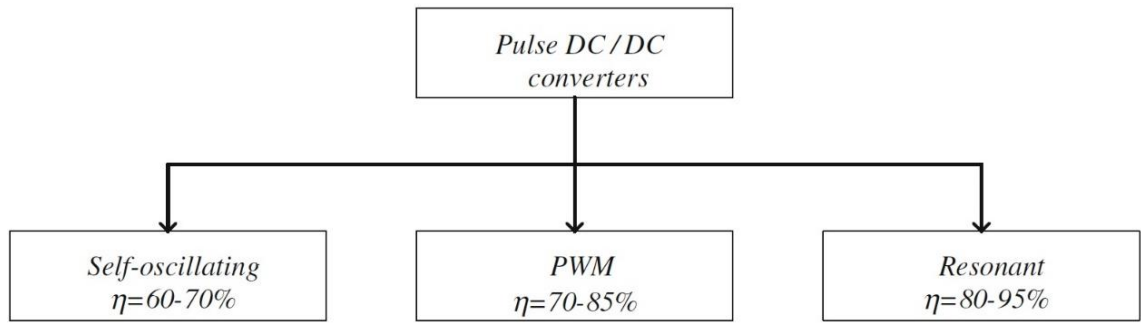 Pulse DC / DC
converters
Self-oscillating
η=60-70%
PWM
η=70-85%
Resonant
η=80-95%